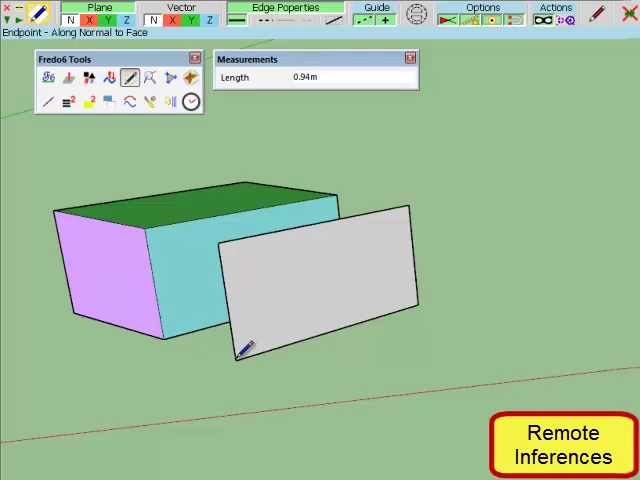 Plane
Vector
Edge Poperties
Guide
Options
Actions
N X Y Z
N X Y Z
Endpoint - Along Normal to Face
Fredo6 Tools
Measurements
Length 0.94m
Remote
Inferences